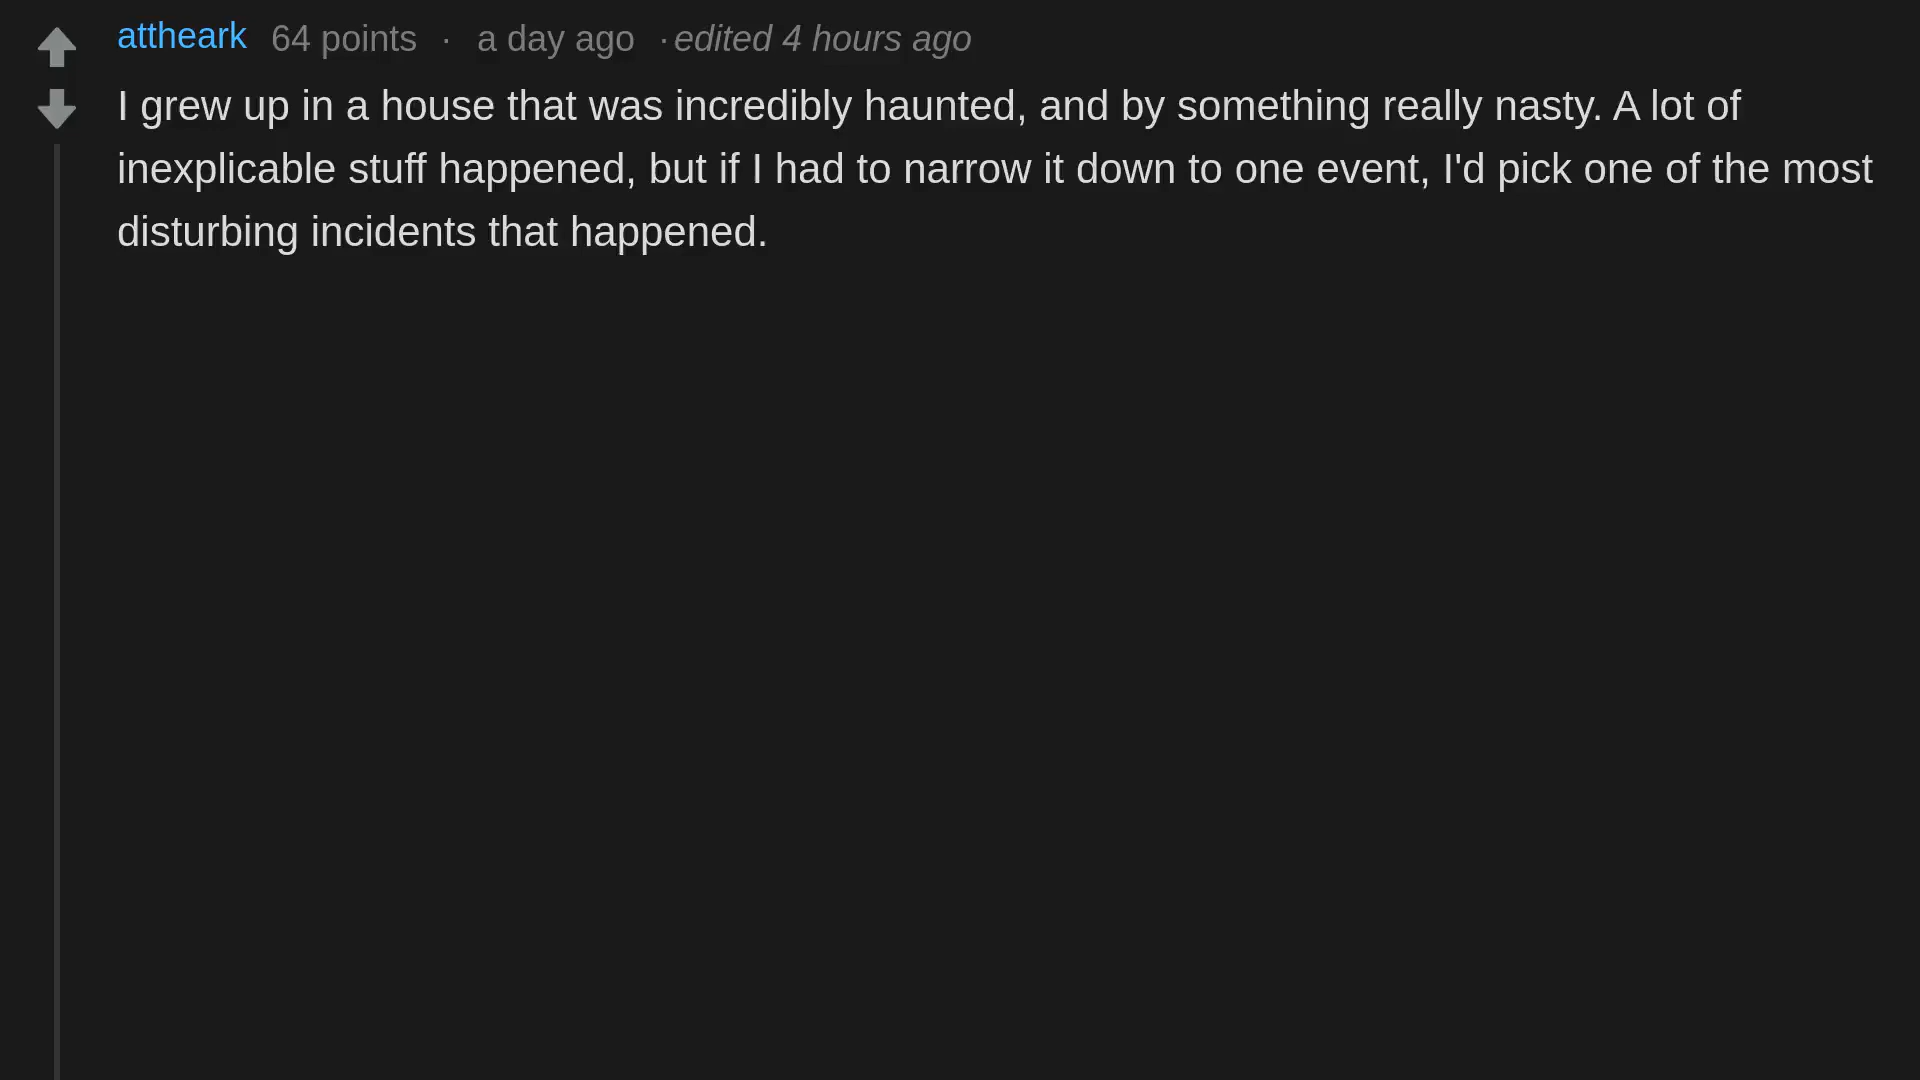 attheark 64 points · a day ago · edited 4 hours ago
I grew up in a house that was incredibly haunted, and by something really nasty. A lot of
inexplicable stuff happened, but if I had to narrow it down to one event, I'd pick one of the most
disturbing incidents that happened.